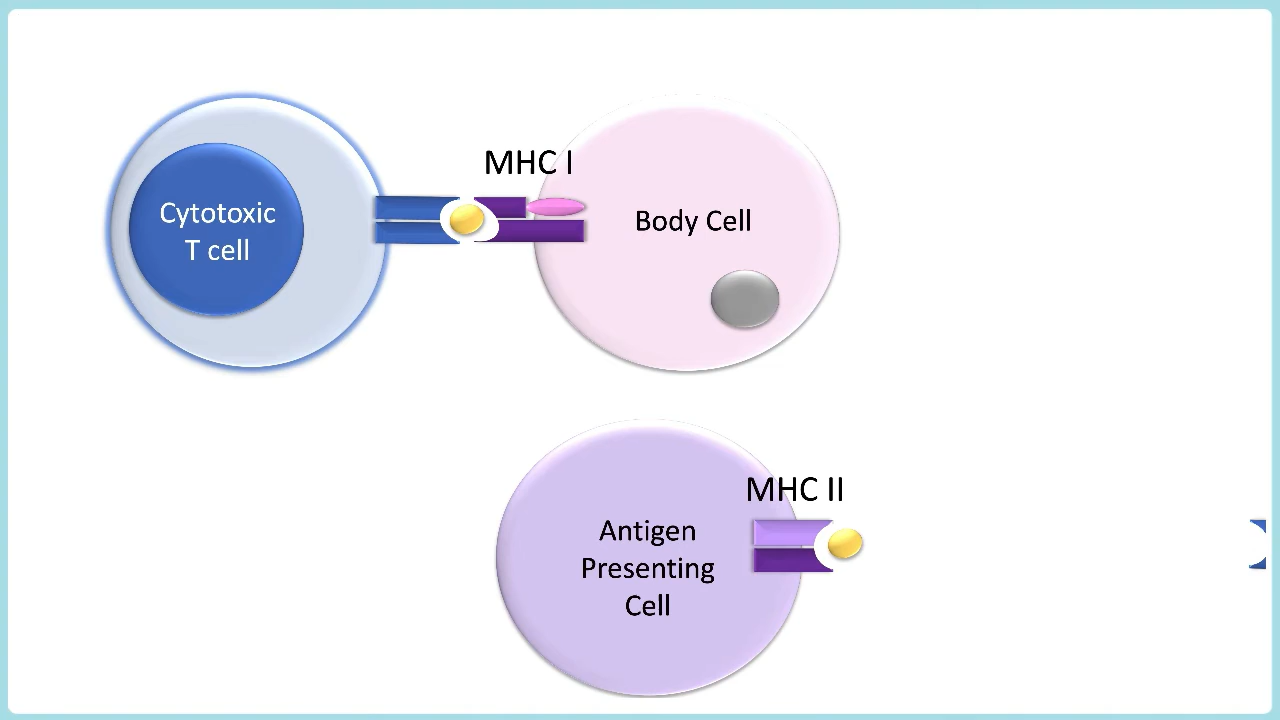 MHC I
Cytotoxic
T cell
Body Cell
MHC II
Antigen
Presenting
Cell